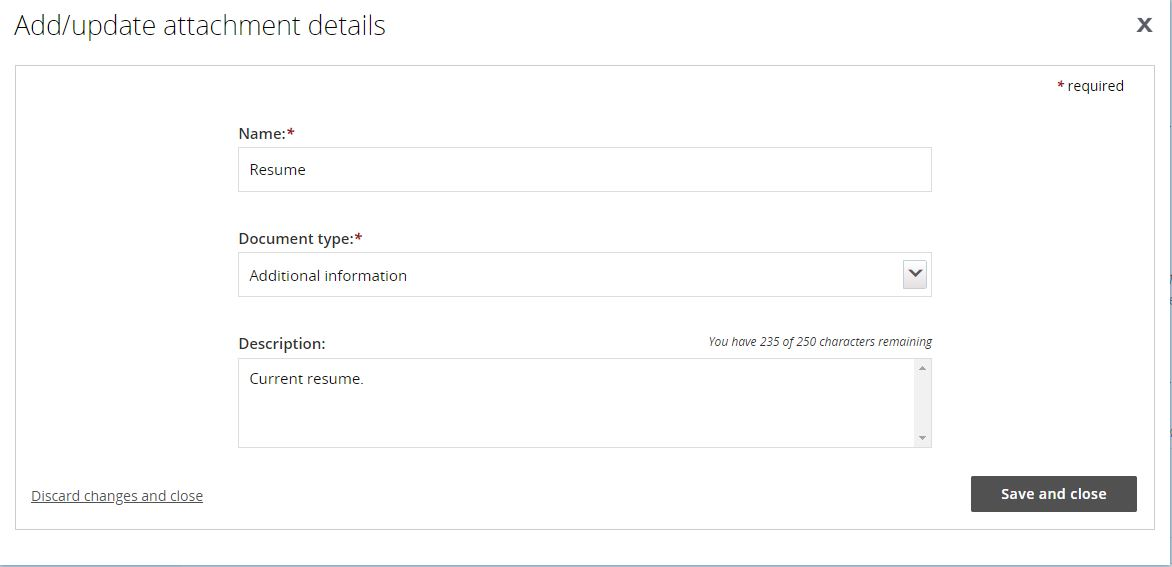 Add/update attachment details
X
* required
Name:*
Resume
Document type:*
Additional information
Description:
You have 235 of 250 characters remaining
Current resume.
Discard changes and close
Save and close